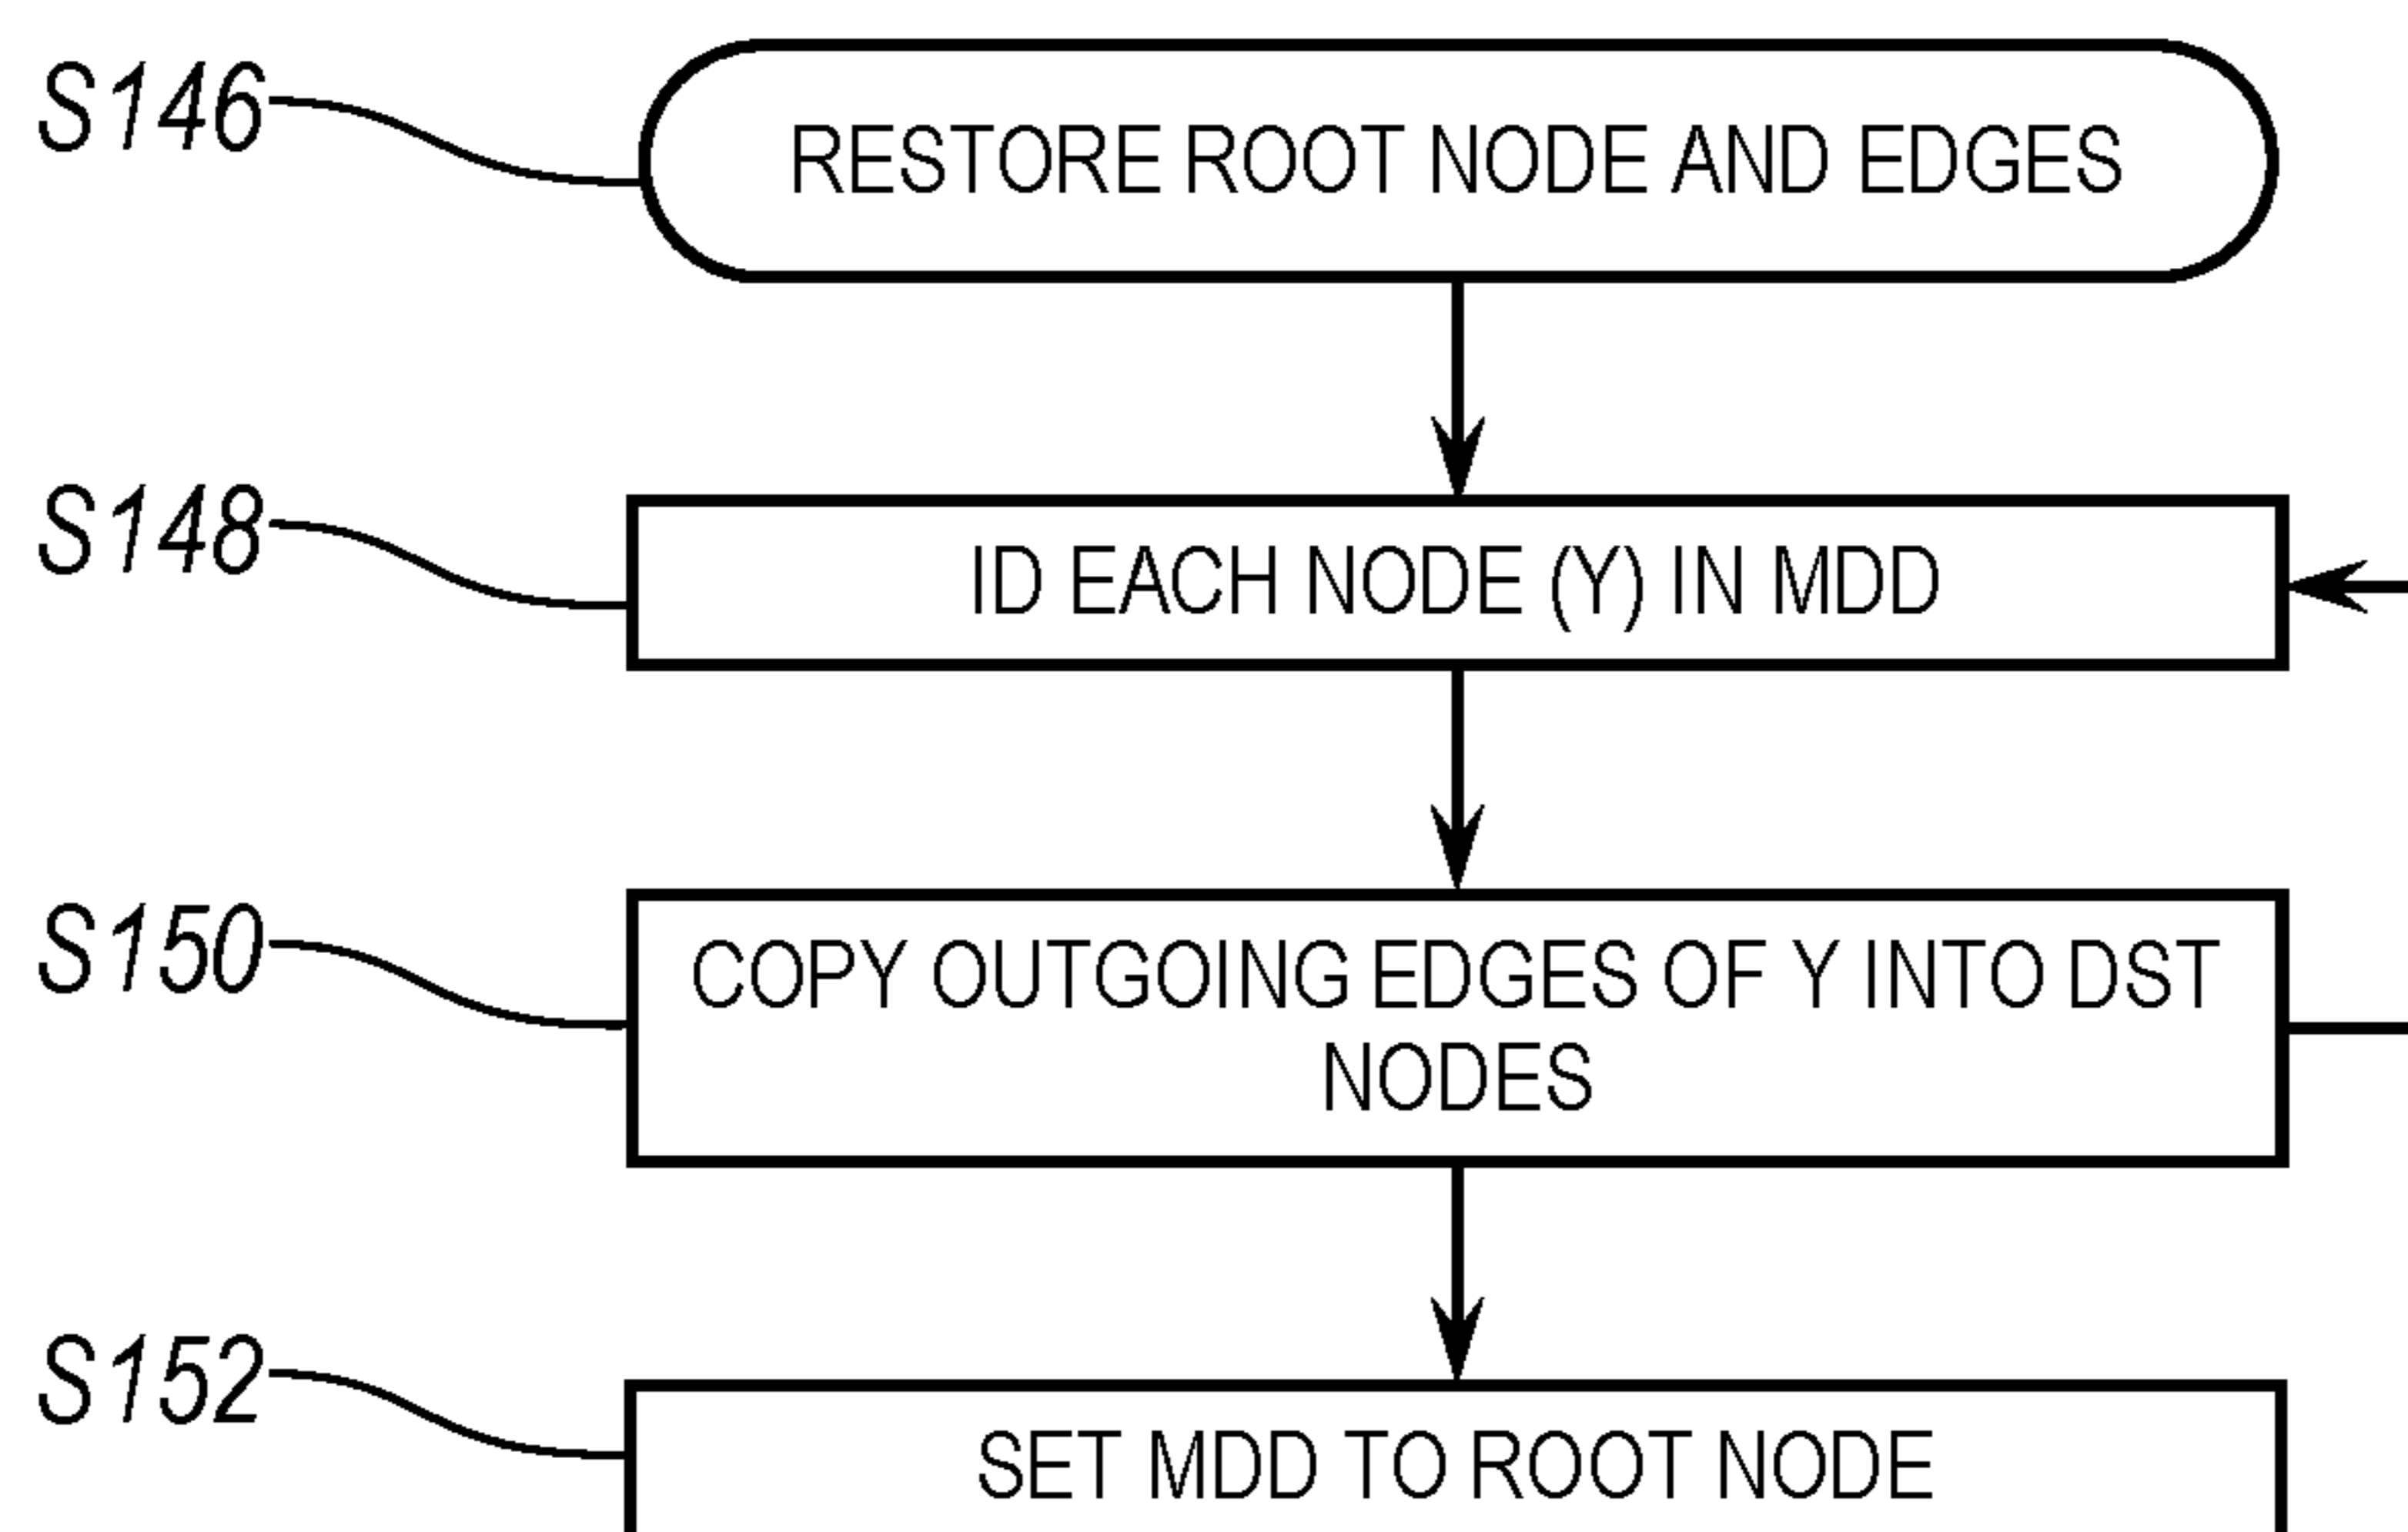 S146
RESTORE ROOT NODE AND EDGES
S148
ID EACH NODE (Y) IN MDD
S150
COPY OUTGOING EDGES OF Y INTO DST
NODES
S152
SET MDD TO ROOT NODE